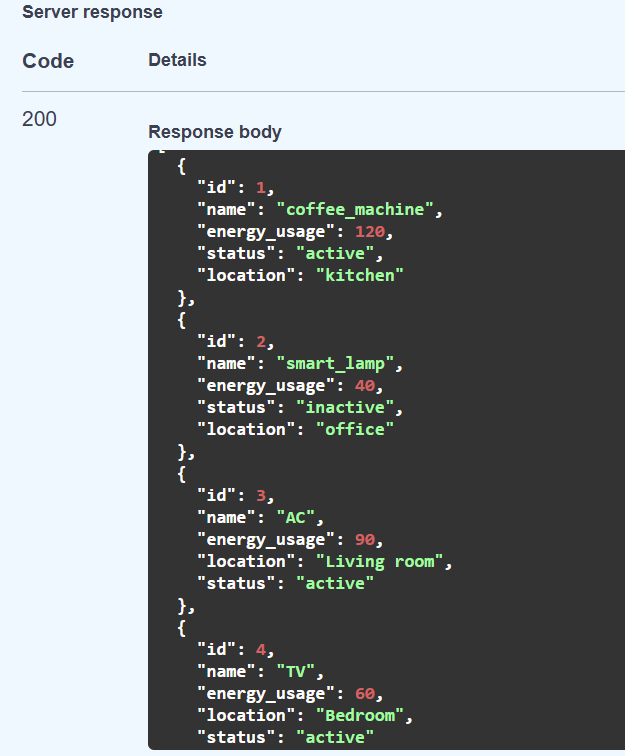 Server response
Code Details
200
Response body
[
{
"id": 1,
"name": "coffee_machine",
"energy_usage": 120,
"status": "active",
"location": "kitchen"
},
{
"id": 2,
"name": "smart_lamp",
"energy_usage": 40,
"status": "inactive",
"location": "office"
},
{
"id": 3,
"name": "AC",
"energy_usage": 90,
"location": "Living room",
"status": "active"
},
{
"id": 4,
"name": "TV",
"energy_usage": 60,
"location": "Bedroom",
"status": "active"